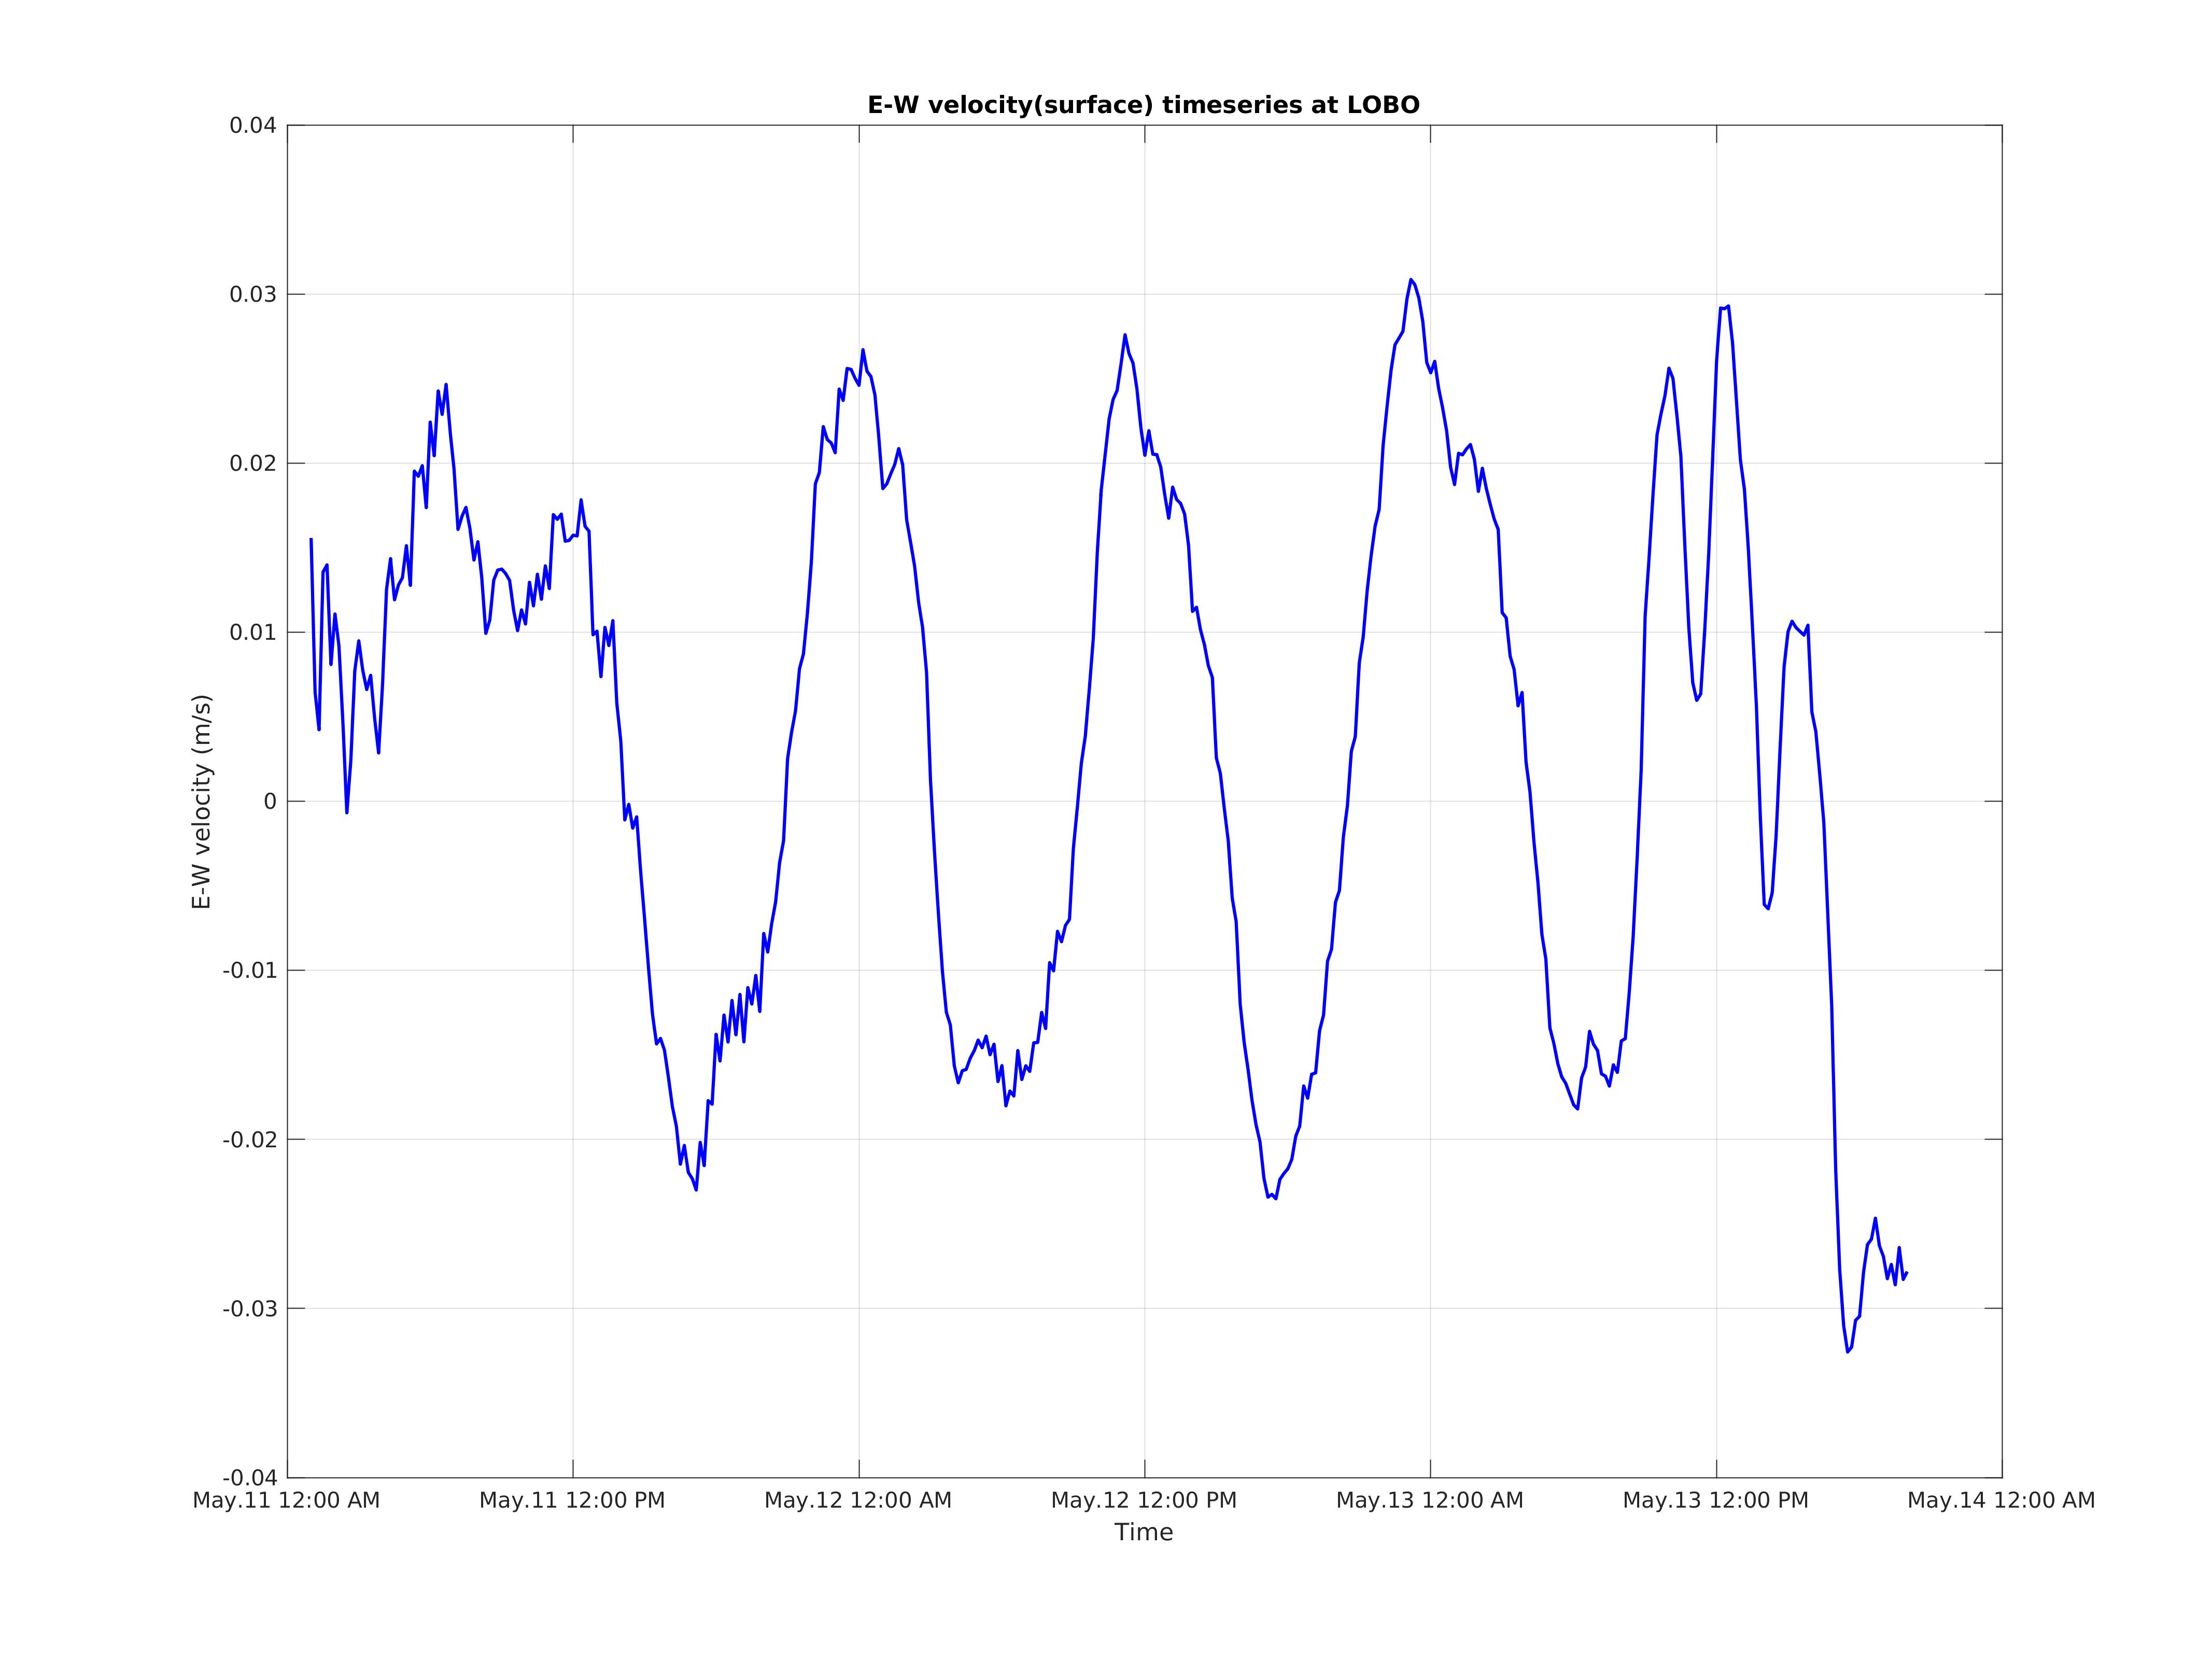 E-W velocity(surface) timeseries at LOBO
0.04
0.03
0.02
0.01
0
-0.01
-0.02
-0.03
-0.04
E-W velocity (m/s)
May.11 12:00 AM May.11 12:00 PM May.12 12:00 AM May.12 12:00 PM May.13 12:00 AM May.13 12:00 PM May.14 12:00 AM
Time